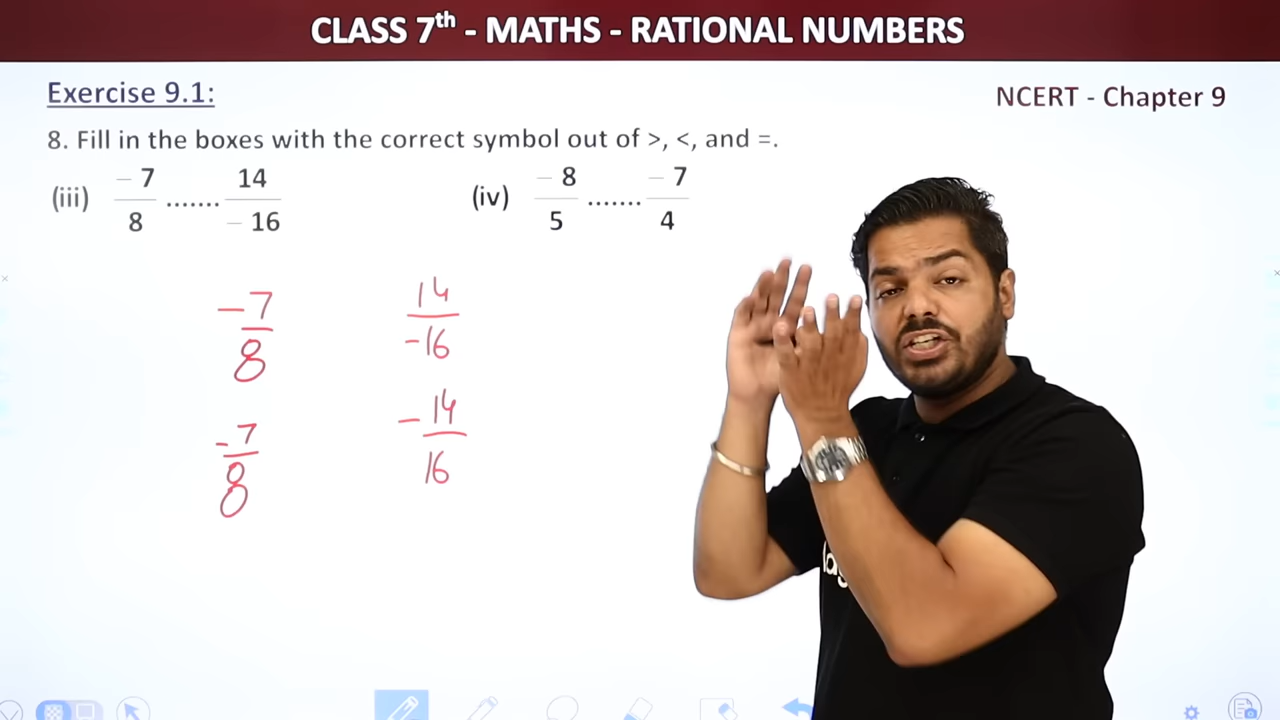 CLASS 7th - MATHS - RATIONAL NUMBERS
Exercise 9.1:
NCERT - Chapter 9
8. Fill in the boxes with the correct symbol out of >, <, and =.
(iii) − 7 / 8 ....... 14 / − 16
(iv) − 8 / 5 ....... − 7 / 4
− 7 / 8
14 / − 16
− 7 / 8
− 14 / 16